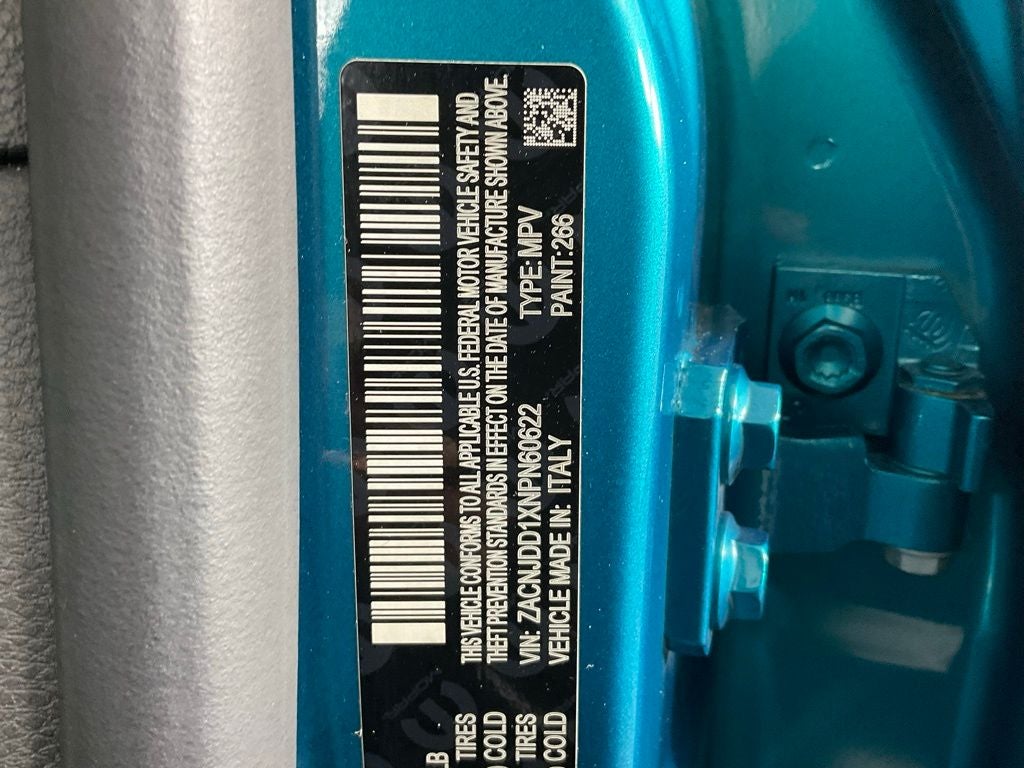 THIS VEHICLE CONFORMS TO ALL APPLICABLE U.S. FEDERAL MOTOR VEHICLE SAFETY AND
THEFT PREVENTION STANDARDS IN EFFECT ON THE DATE OF MANUFACTURE SHOWN ABOVE.
VIN: ZACNJDD1XNPN60622 TYPE: MPV
VEHICLE MADE IN: ITALY PAINT: 266
LB
TIRES
COLD
TIRES
COLD